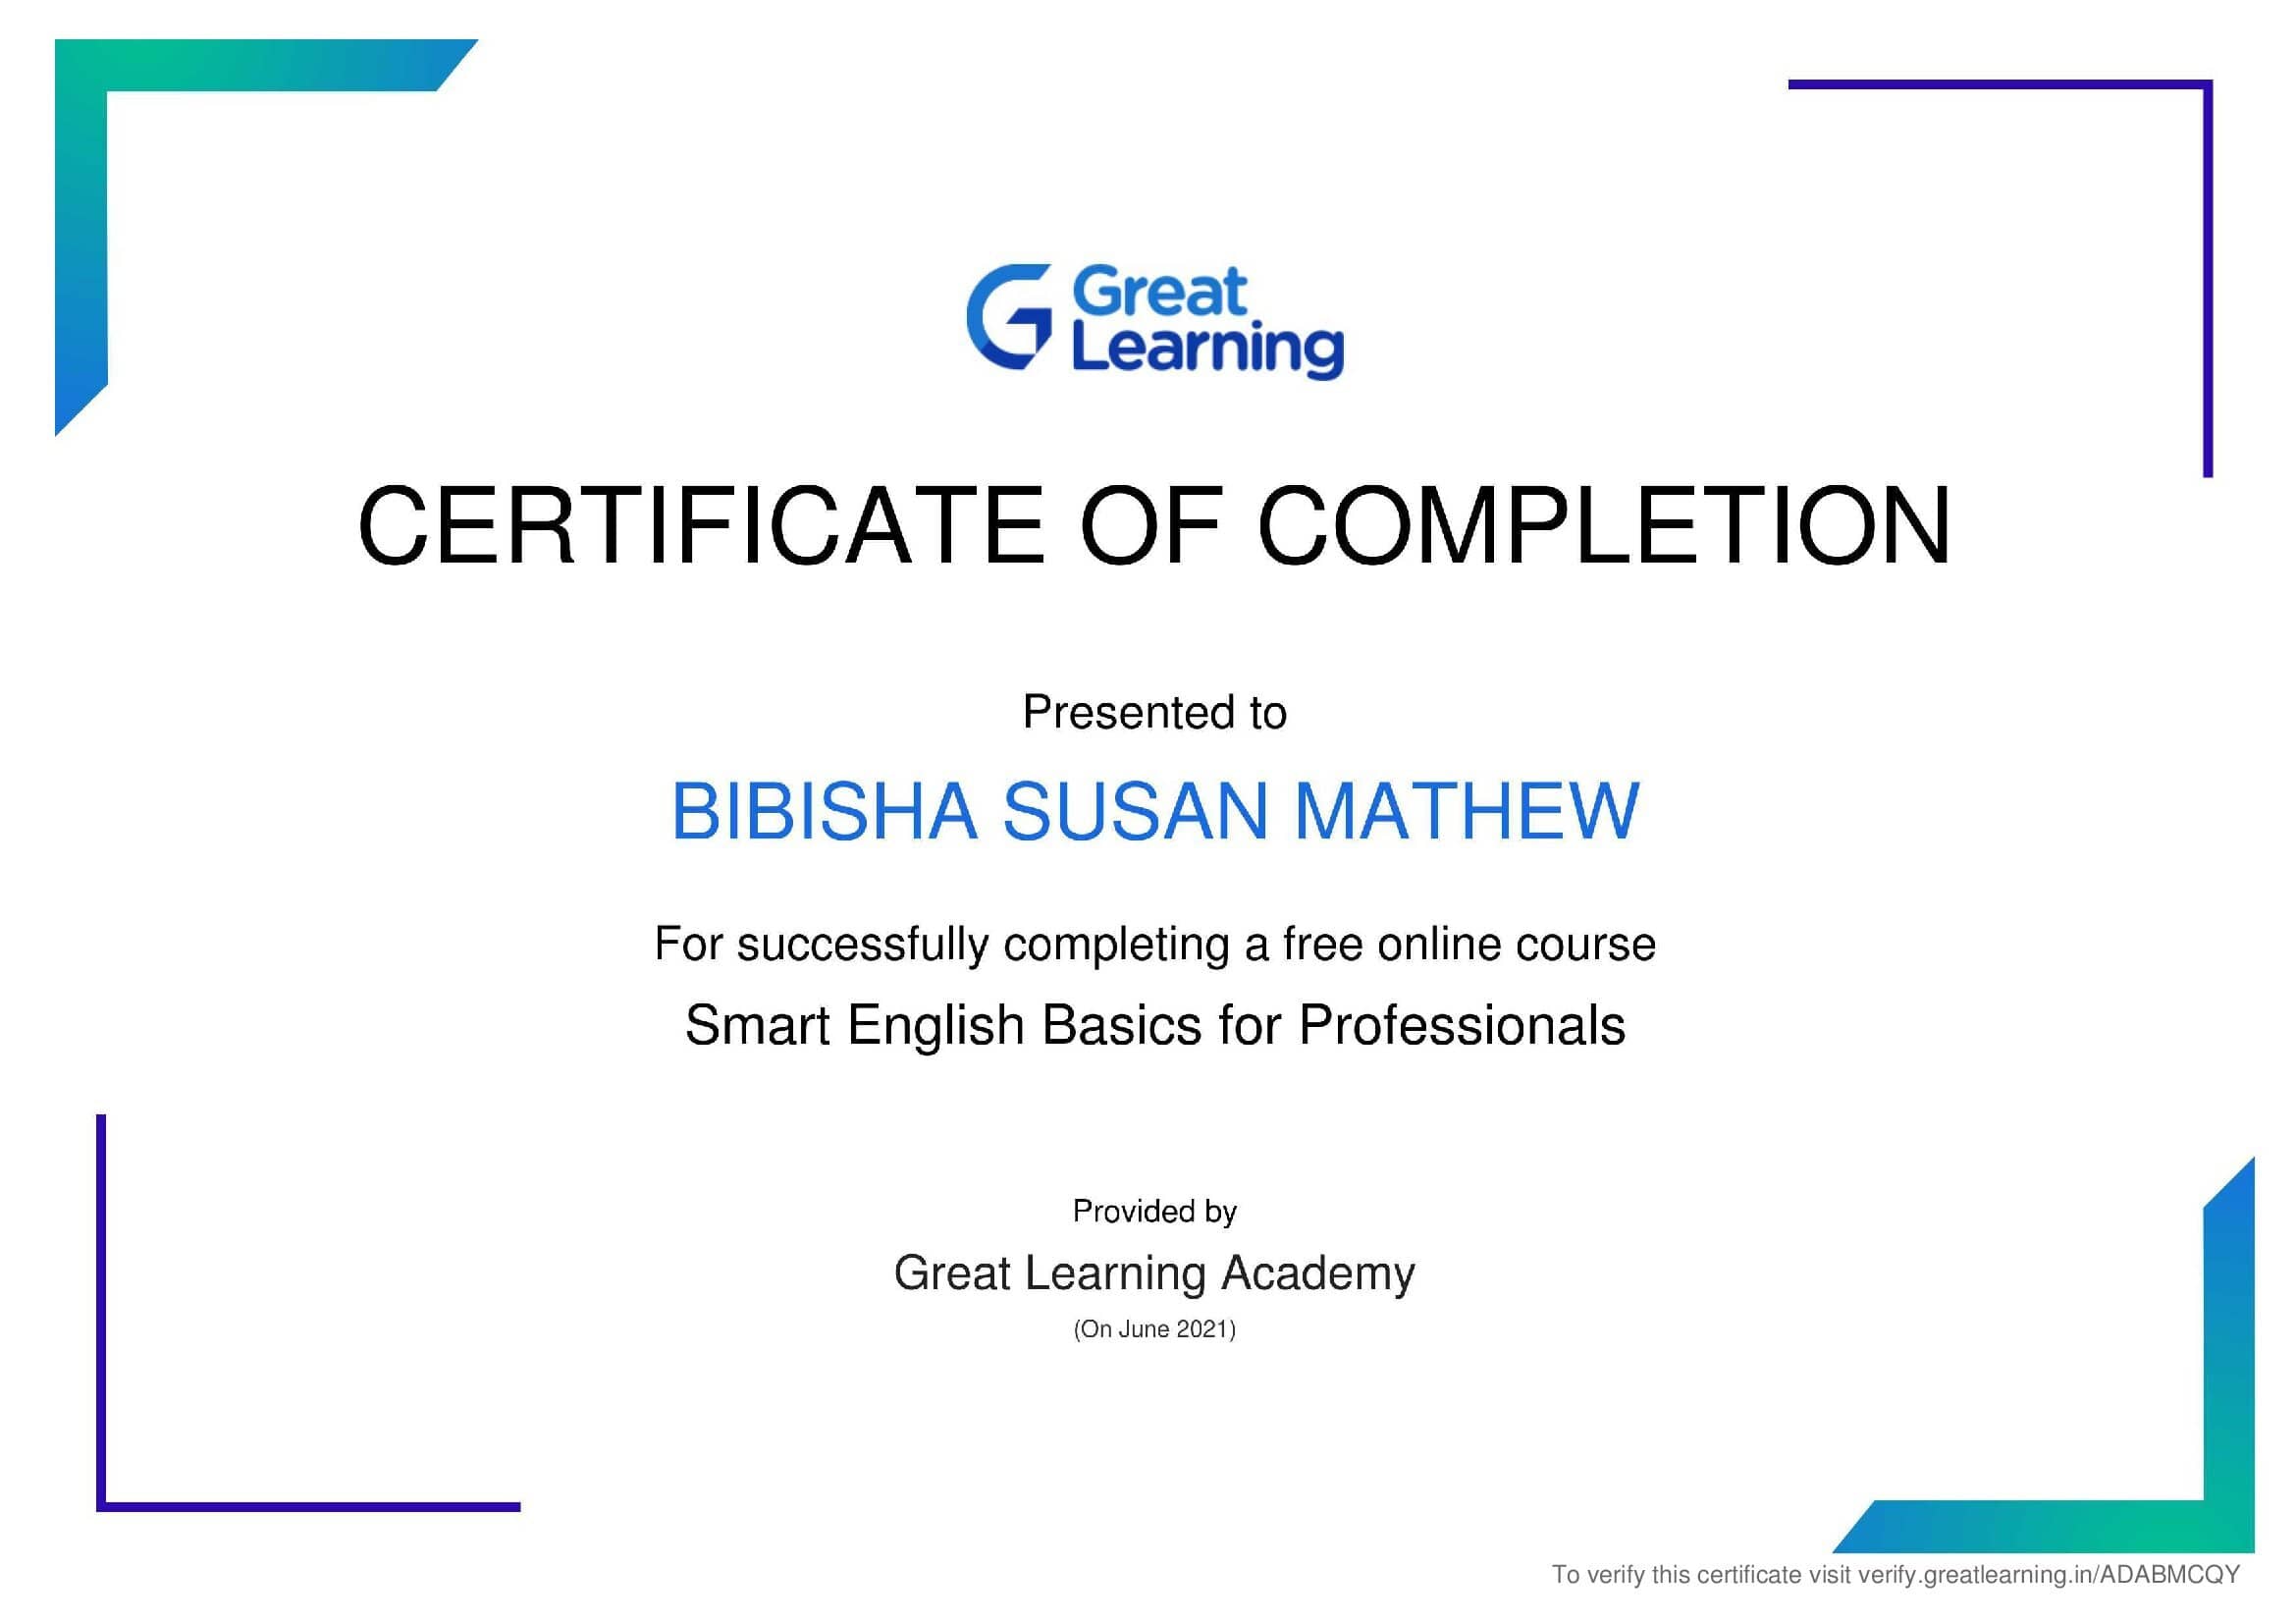 Great
Learning
CERTIFICATE OF COMPLETION
Presented to
BIBISHA SUSAN MATHEW
For successfully completing a free online course
Smart English Basics for Professionals
Provided by
Great Learning Academy
(On June 2021)
To verify this certificate visit verify.greatlearning.in/ADABMCQY